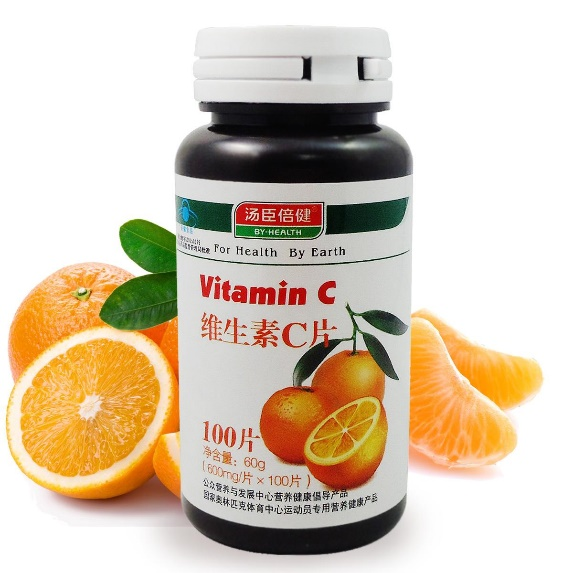 汤臣倍健®
BY-HEALTH
For Health By Earth
Vitamin C
维生素C片
100片
净含量：60g
（600mg/片×100片）
公众营养与发展中心营养健康倡导产品
国家奥林匹克体育中心运动员专用营养健康产品